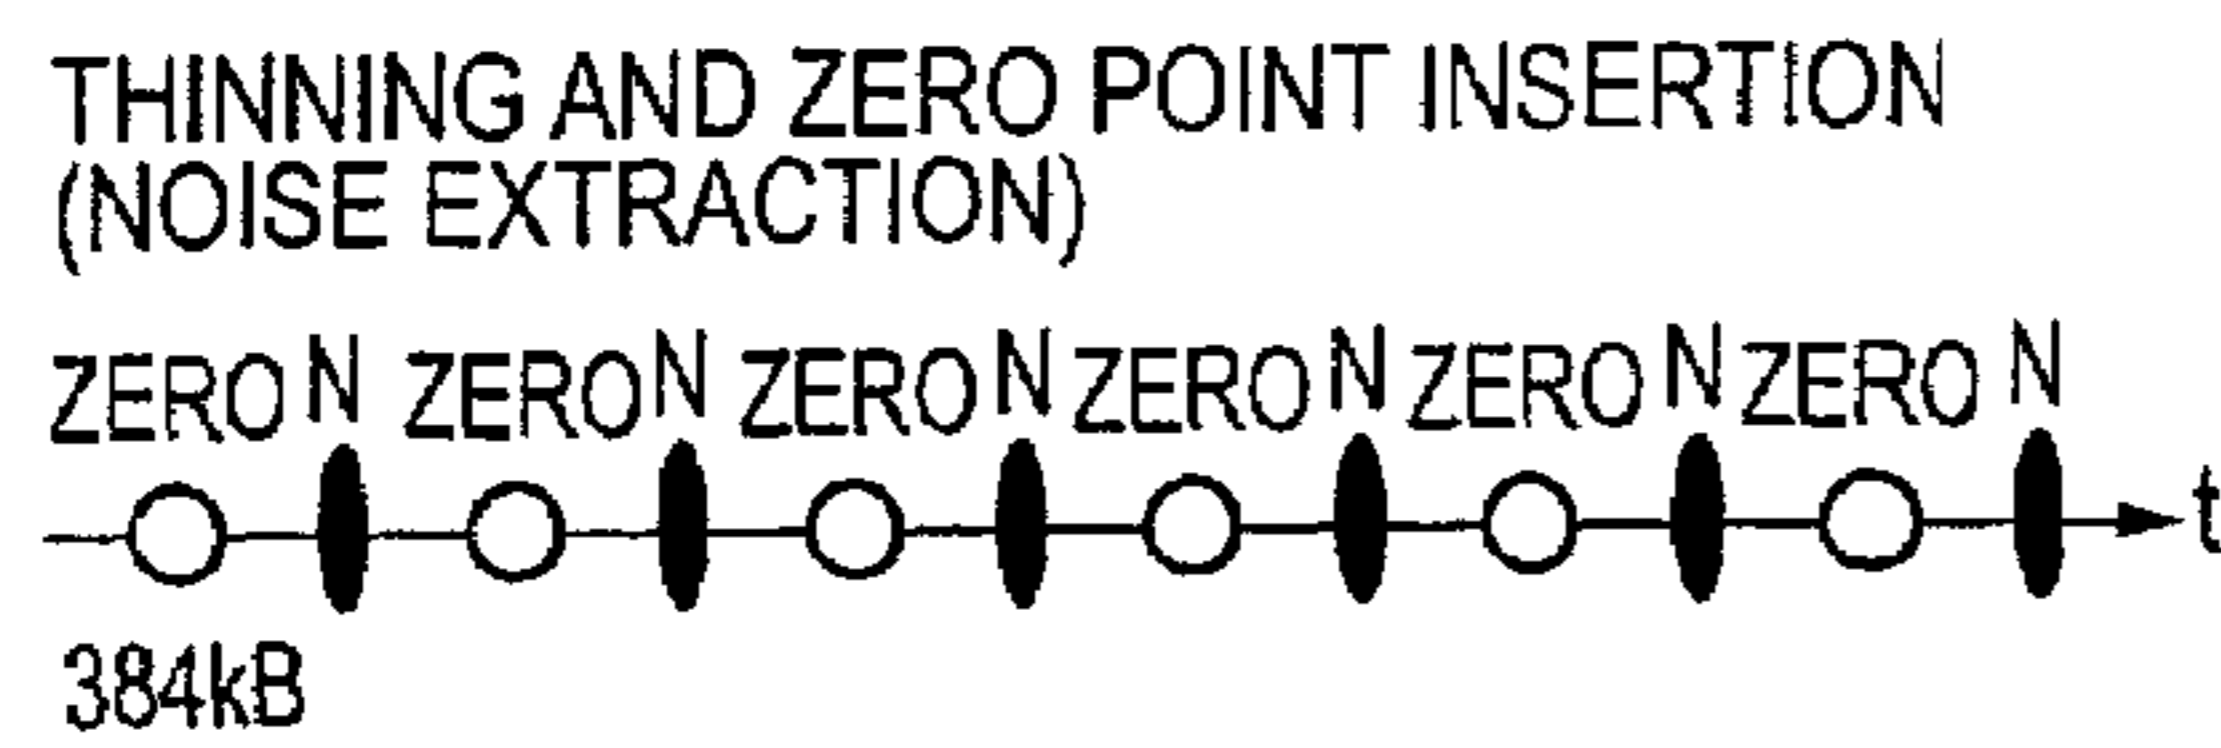 THINNING AND ZERO POINT INSERTION
(NOISE EXTRACTION)
ZERO N ZERO N ZERO N ZERO N ZERO N ZERO N
t
384kB